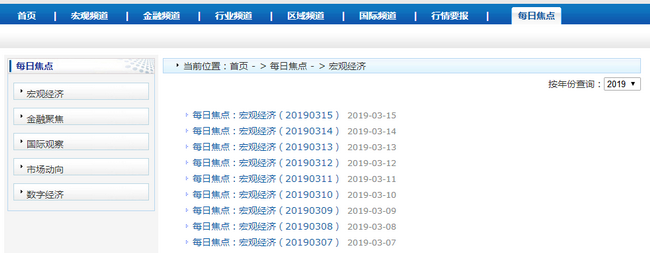 首页 | 宏观频道 | 金融频道 | 行业频道 | 区域频道 | 国际频道 | 行情要报 | 每日焦点
每日焦点
宏观经济
金融聚焦
国际观察
市场动向
数字经济
当前位置：首页 - > 每日焦点 - > 宏观经济
按年份查询：2019
每日焦点：宏观经济（20190315） 2019-03-15
每日焦点：宏观经济（20190314） 2019-03-14
每日焦点：宏观经济（20190313） 2019-03-13
每日焦点：宏观经济（20190312） 2019-03-12
每日焦点：宏观经济（20190311） 2019-03-11
每日焦点：宏观经济（20190310） 2019-03-10
每日焦点：宏观经济（20190309） 2019-03-09
每日焦点：宏观经济（20190308） 2019-03-08
每日焦点：宏观经济（20190307） 2019-03-07